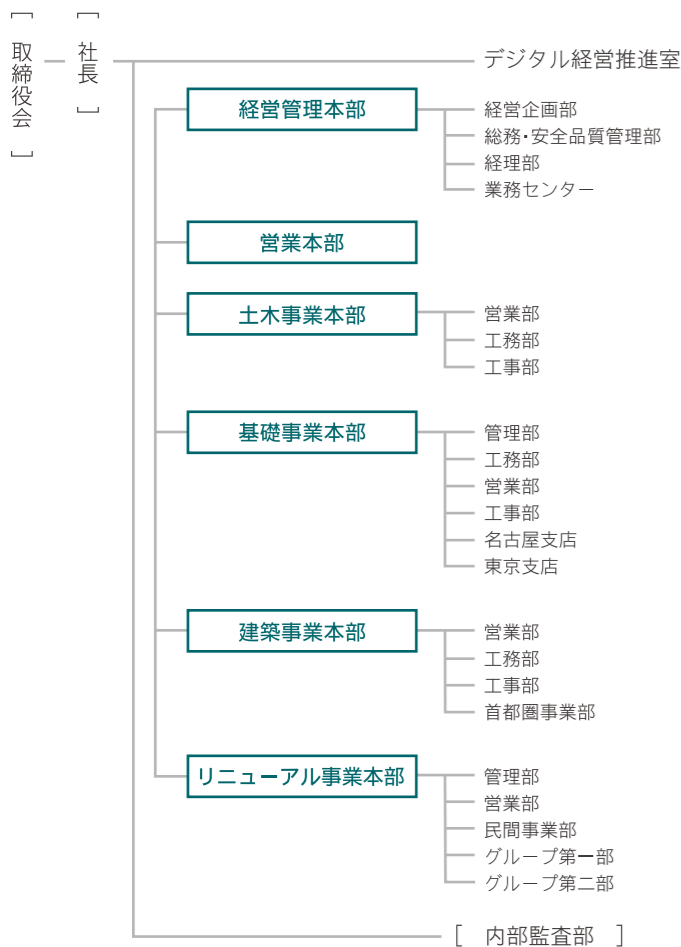 [ 取締役会 ]
[ 社長 ]
デジタル経営推進室
経営管理本部
経営企画部
総務・安全品質管理部
経理部
業務センター
営業本部
土木事業本部
営業部
工務部
工事部
基礎事業本部
管理部
工務部
営業部
工事部
名古屋支店
東京支店
建築事業本部
営業部
工務部
工事部
首都圏事業部
リニューアル事業本部
管理部
営業部
民間事業部
グループ第一部
グループ第二部
[ 内部監査部 ]